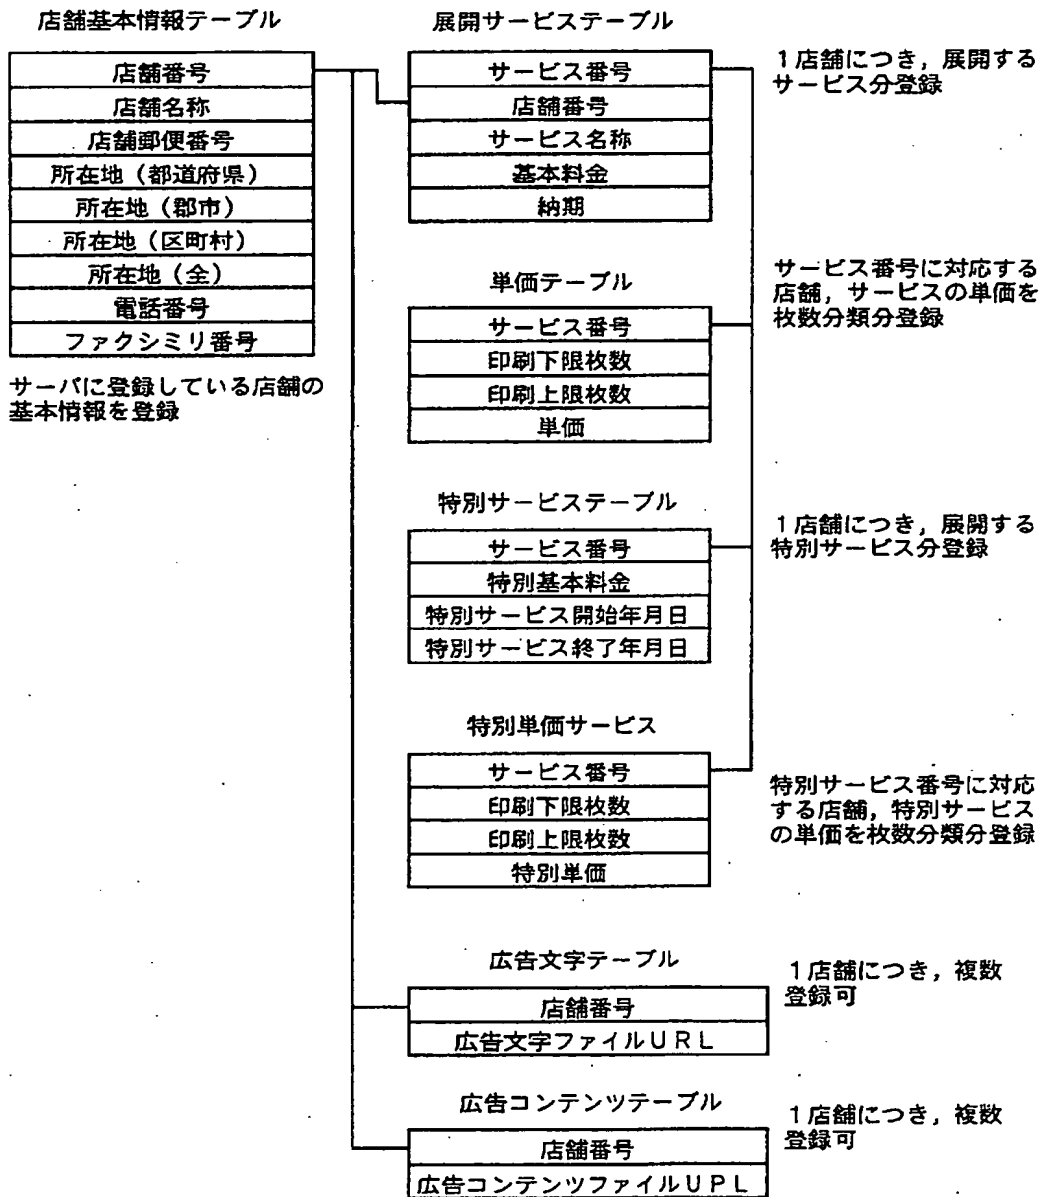 店舗基本情報テーブル
店舗番号
店舗名称
店舗郵便番号
所在地（都道府県）
所在地（郡市）
所在地（区町村）
所在地（全）
電話番号
ファクシミリ番号
サーバに登録している店舗の
基本情報を登録
展開サービステーブル
サービス番号
店舗番号
サービス名称
基本料金
納期
1店舗につき，展開する
サービス分登録
単価テーブル
サービス番号
印刷下限枚数
印刷上限枚数
単価
サービス番号に対応する
店舗，サービスの単価を
枚数分類分登録
特別サービステーブル
サービス番号
特別基本料金
特別サービス開始年月日
特別サービス終了年月日
1店舗につき，展開する
特別サービス分登録
特別単価サービス
サービス番号
印刷下限枚数
印刷上限枚数
特別単価
特別サービス番号に対応
する店舗，特別サービス
の単価を枚数分類分登録
広告文字テーブル
店舗番号
広告文字ファイルＵＲＬ
1店舗につき，複数
登録可
広告コンテンツテーブル
店舗番号
広告コンテンツファイルＵＰＬ
1店舗につき，複数
登録可